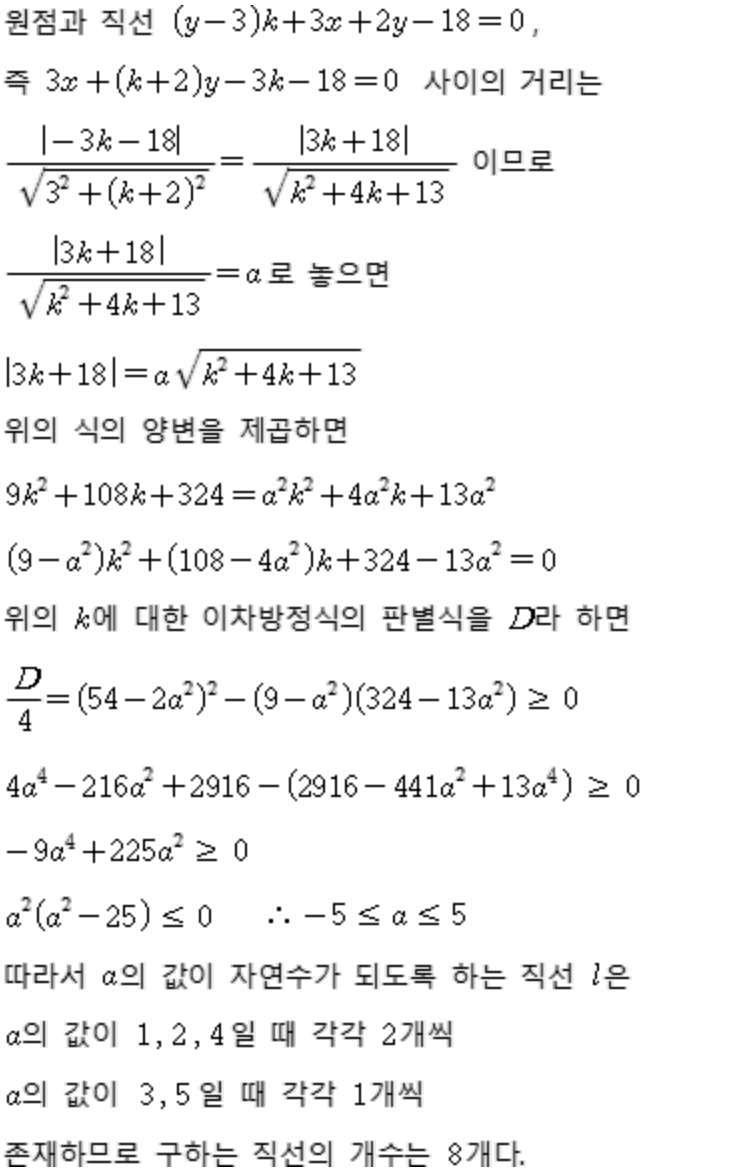 원점과 직선 (y-3)k+3x+2y-18=0,
즉 3x+(k+2)y-3k-18=0 사이의 거리는
|-3k-18|/√(3²+(k+2)²) = |3k+18|/√(k²+4k+13) 이므로
|3k+18|/√(k²+4k+13) = a로 놓으면
|3k+18|=a√(k²+4k+13)
위의 식의 양변을 제곱하면
9k²+108k+324=a²k²+4a²k+13a²
(9-a²)k²+(108-4a²)k+324-13a²=0
위의 k에 대한 이차방정식의 판별식을 D라 하면
D/4=(54-2a²)²-(9-a²)(324-13a²) ≥ 0
4a⁴-216a²+2916-(2916-441a²+13a⁴) ≥ 0
-9a⁴+225a² ≥ 0
a²(a²-25) ≤ 0 ∴ -5 ≤ a ≤ 5
따라서 a의 값이 자연수가 되도록 하는 직선 l은
a의 값이 1, 2, 4일 때 각각 2개씩
a의 값이 3, 5일 때 각각 1개씩
존재하므로 구하는 직선의 개수는 8개다.